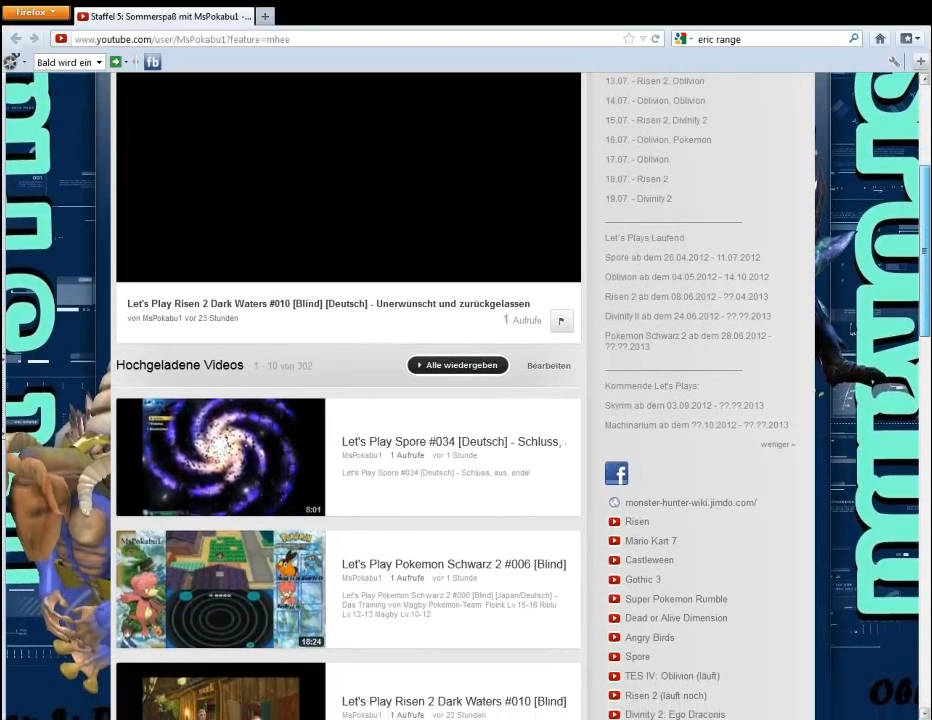 Firefox
Staffel 5: Sommerspaß mit MsPokabu1 -...
www.youtube.com/user/MsPokabu1?feature=mhee
eric range
Bald wird ein
fb
13.07. - Risen 2, Oblivion
14.07. - Oblivion, Oblivion
15.07. - Risen 2, Divinity 2
16.07. - Oblivion, Pokemon
17.07. - Oblivion
18.07. - Risen 2
19.07. - Divinity 2
Let's Plays Laufend
Spore ab dem 26.04.2012 - 11.07.2012
Oblivion ab dem 04.05.2012 - 14.10.2012
Risen 2 ab dem 08.06.2012 - ??.04.2013
Divinity II ab dem 24.06.2012 - ??.??.2013
Pokemon Schwarz 2 ab dem 28.06.2012 -
??.??.2013
Kommende Let's Plays:
Skyrim ab dem 03.09.2012 - ??.??.2013
Machinarium ab dem ??.10.2012 - ??.??.2013
weniger
Let's Play Risen 2 Dark Waters #010 [Blind] [Deutsch] - Unerwünscht und zurückgelassen
von MsPokabu1 vor 23 Stunden
1 Aufrufe
Hochgeladene Videos 1 - 10 von 302
Alle wiedergeben
Bearbeiten
Let's Play Spore #034 [Deutsch] - Schluss,
MsPokabu1 1 Aufrufe vor 1 Stunde
Let's Play Spore #034 [Deutsch] - Schluss, aus, ende!
8:01
MsPokabu1
Let's Play Pokemon Schwarz 2 #006 [Blind]
MsPokabu1 1 Aufrufe vor 1 Stunde
Let's Play Pokemon Schwarz 2 #006 [Blind] [Japan/Deutsch] -
Das Training von Magby Pokemon-Team: Floink Lv.15-16 Riolu
Lv.12-13 Magby Lv.10-12
18:24
Let's Play Risen 2 Dark Waters #010 [Blind]
MsPokabu1 1 Aufrufe vor 23 Stunden
monster-hunter-wiki.jimdo.com/
Risen
Mario Kart 7
Castleween
Gothic 3
Super Pokemon Rumble
Dead or Alive Dimension
Angry Birds
Spore
TES IV: Oblivion (läuft)
Risen 2 (läuft noch)
Divinity 2: Ego Draconis